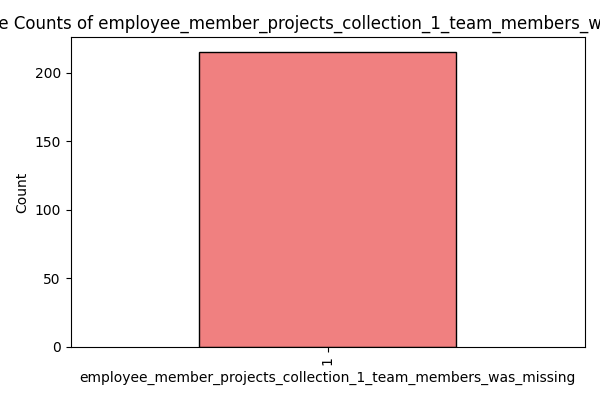 e Counts of employee_member_projects_collection_1_team_members_w
200
150
100
50
0
Count
1
employee_member_projects_collection_1_team_members_was_missing